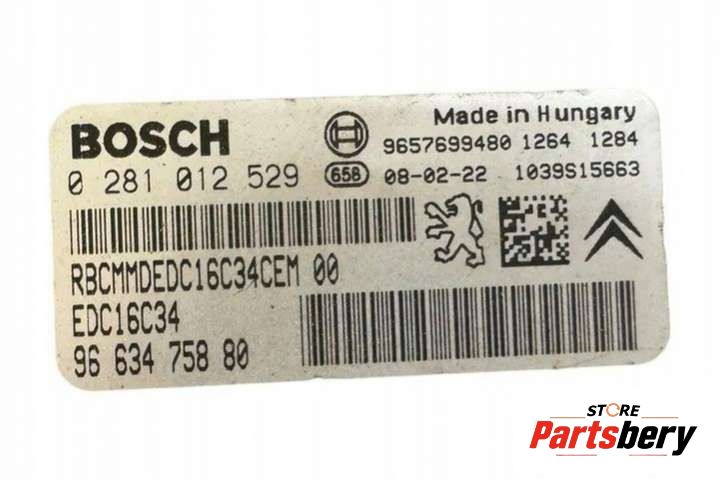 BOSCH
Made in Hungary
9657699480 1264 1284
0 281 012 529
658
08-02-22 1039S15663
RBCMMDEDC16C34CEM 00
EDC16C34
96 634 758 80
STORE
Partsbery